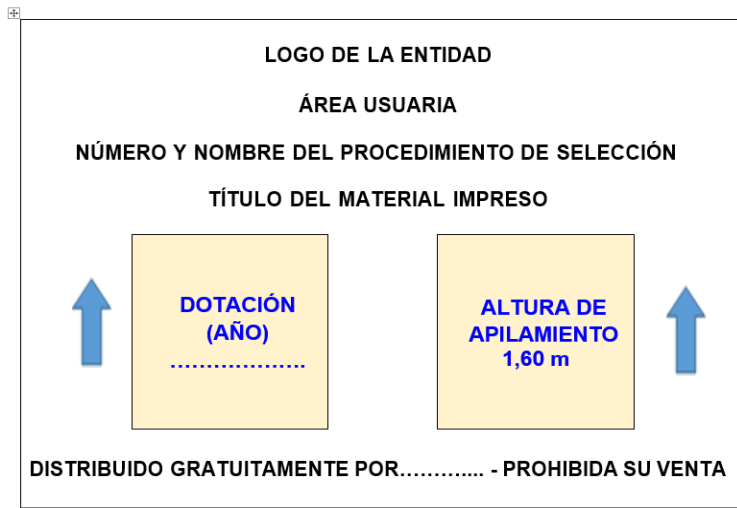 LOGO DE LA ENTIDAD
ÁREA USUARIA
NÚMERO Y NOMBRE DEL PROCEDIMIENTO DE SELECCIÓN
TÍTULO DEL MATERIAL IMPRESO
DOTACIÓN
(AÑO)
...................
ALTURA DE
APILAMIENTO
1,60 m
DISTRIBUIDO GRATUITAMENTE POR………... - PROHIBIDA SU VENTA